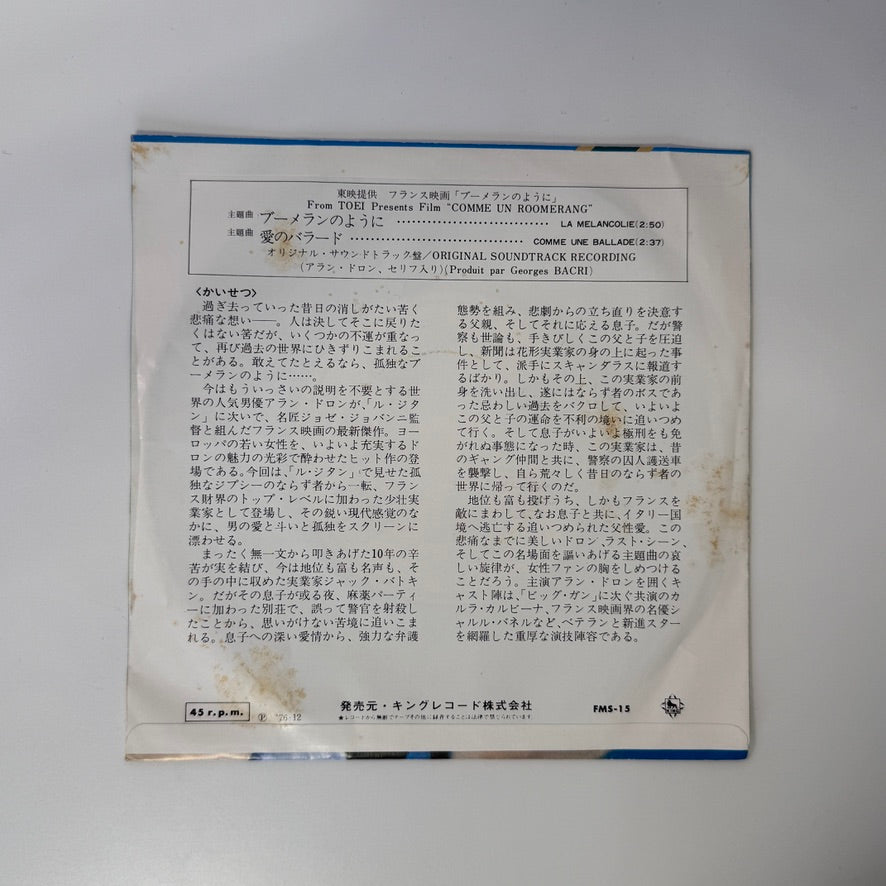 東映提供 フランス映画「ブーメランのように」
From TOEI Presents Film "COMME UN ROOMERANG"
主題曲 ブーメランのように ‥‥‥‥‥‥‥‥‥‥ LA MELANCOLIE(2:50)
主題曲 愛のバラード ‥‥‥‥‥‥‥‥‥‥‥‥ COMME UNE BALLADE(2:37)
オリジナル・サウンドトラック盤／ORIGINAL SOUNDTRACK RECORDING
(アラン・ドロン、セリフ入り)(Produit par Georges BACRI)
〈かいせつ〉
過ぎ去っていった昔日の消しがたい苦く
悲痛な想い――。人は決してそこに戻りた
くはない筈だが、いくつかの不運が重なっ
て、再び過去の世界にひきずりこまれるこ
とがある。敢えてたとえるなら、孤独なブ
ーメランのように……。
今はもういっさいの説明を不要とする世
界の人気男優アラン・ドロンが、「ル・ジタ
ン」に次いで、名匠ジョゼ・ジョバンニ監
督と組んだフランス映画の最新傑作。ヨー
ロッパの若い女性を、いよいよ充実するド
ロンの魅力の光彩で酔わせたヒット作の登
場である。今回は、「ル・ジタン」で見せた孤
独なジプシーのならず者から一転、フラン
ス財界のトップ・レベルに加わった少壮実
業家として登場し、その鋭い現代感覚のな
かに、男の愛と斗いと孤独をスクリーンに
漂わせる。
まったく無一文から叩きあげた10年の辛
苦が実を結び、今は地位も富も名声も、そ
の手の中に収めた実業家ジャック・バトキ
ン。だがその息子が或る夜、麻薬パーティ
ーに加わった別荘で、誤って警官を射殺し
たことから、思いがけない苦境に追いこま
れる。息子への深い愛情から、強力な弁護
態勢を組み、悲劇からの立ち直りを決意す
る父親、そしてそれに応える息子。だが警
察も世論も、手きびしくこの父と子を圧迫
し、新聞は花形実業家の身の上に起った事
件として、派手にスキャンダラスに報道す
るばかり。しかもその上、この実業家の前
身を洗い出し、遂にはならず者のボスであ
った忌わしい過去をバクロして、いよいよ
この父と子の運命を不利の境いに追いつめ
て行く。そして息子がいよいよ極刑をも免
がれぬ事態になった時、この実業家は、昔
のギャング仲間と共に、警察の囚人護送車
を襲撃し、自ら荒々しく昔日のならず者の
世界に帰って行くのだ。
地位も富も投げうち、しかもフランスを
敵にまわして、なお息子と共に、イタリー国
境へ逃亡する追いつめられた父性愛。この
悲痛なまでに美しいドロン、ラスト・シーン、
そしてこの名場面を謳いあげる主題曲の哀
しい旋律が、女性ファンの胸をしめつける
ことだろう。主演アラン・ドロンを囲くキ
ャスト陣は、「ビッグ・ガン」に次ぐ共演のカ
ルラ・カルビーナ、フランス映画界の名優シ
ャルル・バネルなど、ベテランと新進スター
を網羅した重厚な演技陣容である。
45 r.p.m. Ⓟ '76・12
発売元・キングレコード株式会社
★レコードから無断でテープその他に録音することは法律で禁じられています。
FMS-15